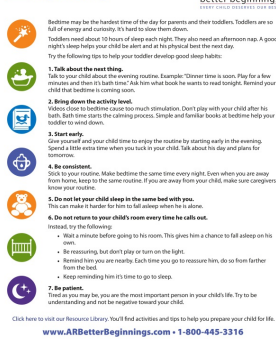 Better Beginnings
EVERY CHILD DESERVES OUR BEST
Bedtime may be the hardest time of the day for parents and their toddlers. Toddlers are so
full of energy and curiosity. It's hard to slow them down.
Toddlers need about 10 hours of sleep each night. They also need an afternoon nap. A good
night's sleep helps your child be alert and at his physical best the next day.
Try the following tips to help your toddler develop good sleep habits:
1. Talk about the next thing.
Talk to your child about the evening routine. Example: "Dinner time is soon. Play for a few
minutes and then it's bath time." Ask him what book he wants to read tonight. Remind your
child that bedtime is coming soon.
2. Bring down the activity level.
Videos close to bedtime cause too much stimulation. Don't play with your child after his
bath. Bath time starts the calming process. Simple and familiar books at bedtime help your
toddler to wind down.
3. Start early.
Give yourself and your child time to enjoy the routine by starting early in the evening.
Spend a little extra time when you tuck in your child. Talk about his day and plans for
tomorrow.
4. Be consistent.
Stick to your routine. Make bedtime the same time every night. Even when you are away
from home, keep to the same routine. If you are away from your child, make sure caregivers
know your routine.
5. Do not let your child sleep in the same bed with you.
This can make it harder for him to fall asleep when he is alone.
6. Do not return to your child's room every time he calls out.
Instead, try the following:
• Wait a minute before going to his room. This gives him a chance to fall asleep on his
own.
• Be reassuring, but don't play or turn on the light.
• Remind him you are nearby. Each time you go to reassure him, do so from farther
from the bed.
• Keep reminding him it's time to go to sleep.
7. Be patient.
Tired as you may be, you are the most important person in your child's life. Try to be
understanding and not be negative toward your child.
Click here to visit our Resource Library. You'll find activities and tips to help you prepare your child for life.
www.ARBetterBeginnings.com • 1-800-445-3316